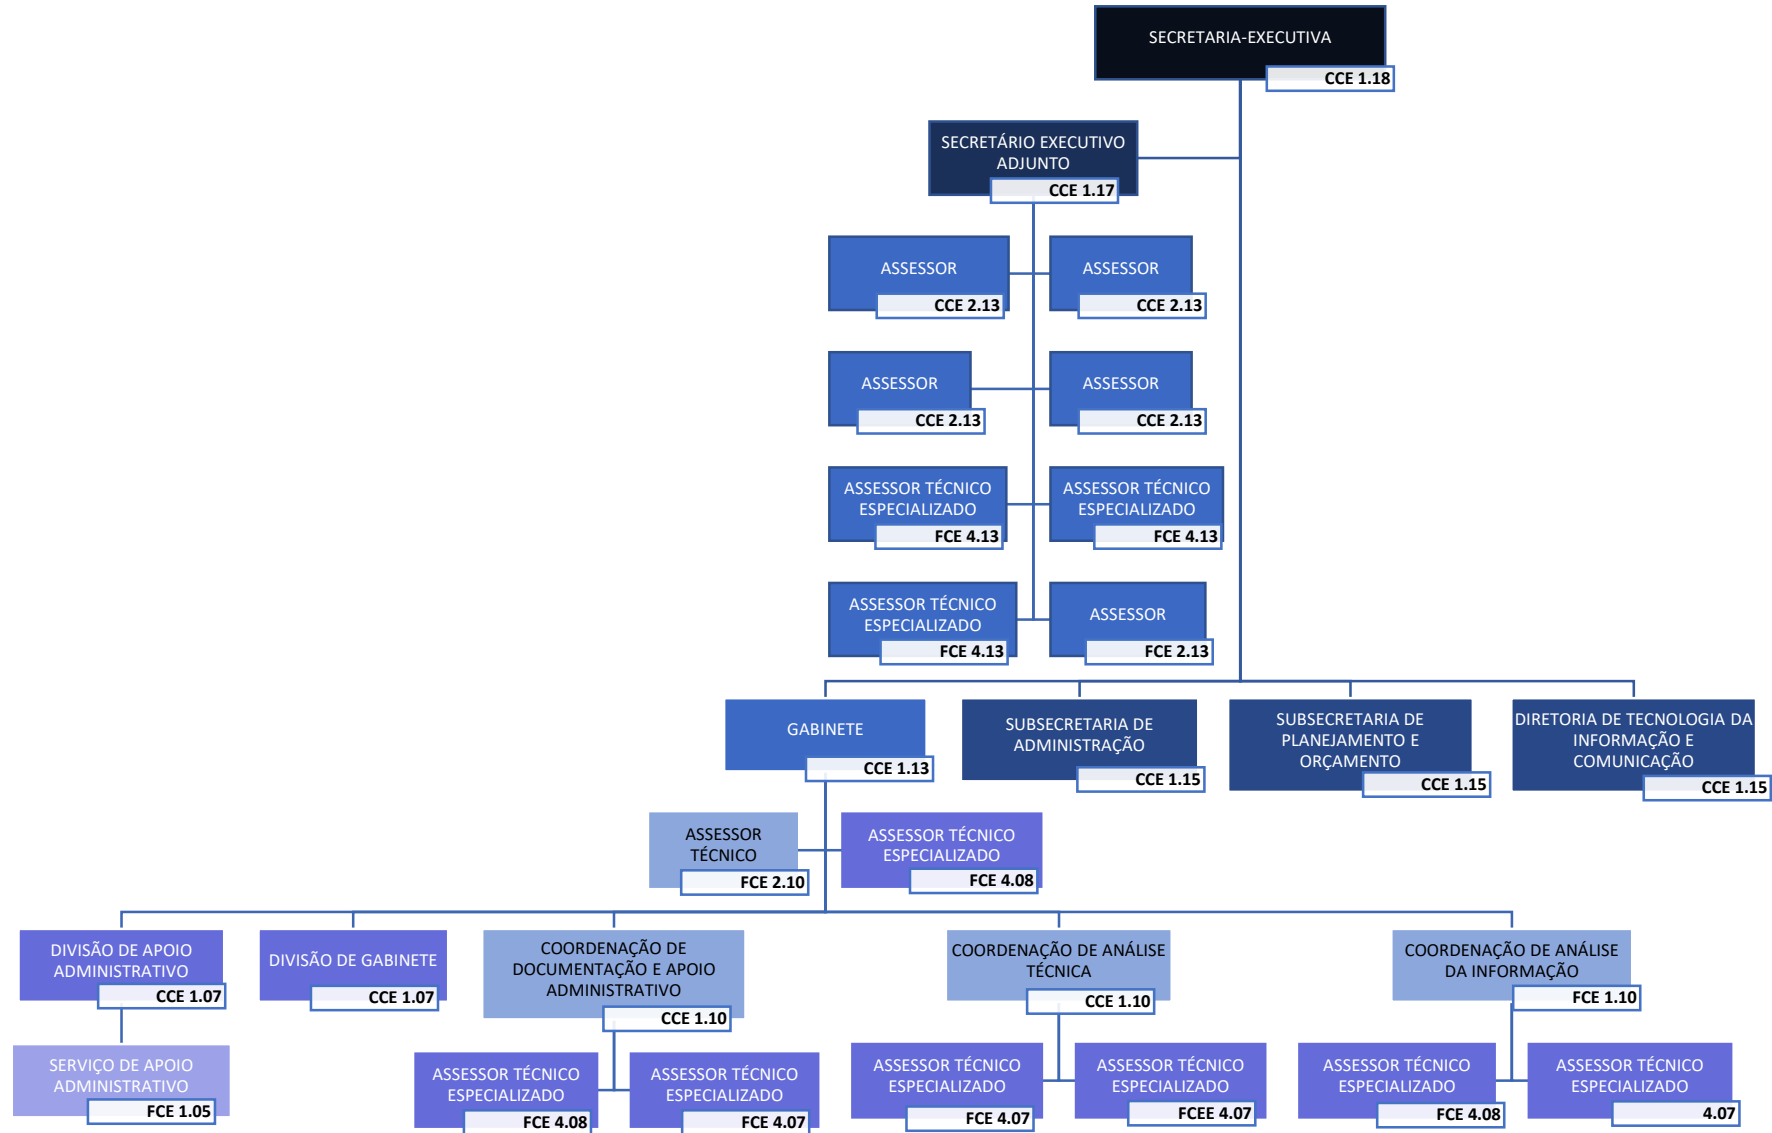 SECRETARIA-EXECUTIVA
CCE 1.18
SECRETÁRIO EXECUTIVO
ADJUNTO
CCE 1.17
ASSESSOR
CCE 2.13
ASSESSOR
CCE 2.13
ASSESSOR
CCE 2.13
ASSESSOR
CCE 2.13
ASSESSOR TÉCNICO
ESPECIALIZADO
FCE 4.13
ASSESSOR TÉCNICO
ESPECIALIZADO
FCE 4.13
ASSESSOR TÉCNICO
ESPECIALIZADO
FCE 4.13
ASSESSOR
FCE 2.13
GABINETE
CCE 1.13
SUBSECRETARIA DE
ADMINISTRAÇÃO
CCE 1.15
SUBSECRETARIA DE
PLANEJAMENTO E
ORÇAMENTO
CCE 1.15
DIRETORIA DE TECNOLOGIA DA
INFORMAÇÃO E
COMUNICAÇÃO
CCE 1.15
ASSESSOR
TÉCNICO
FCE 2.10
ASSESSOR TÉCNICO
ESPECIALIZADO
FCE 4.08
DIVISÃO DE APOIO
ADMINISTRATIVO
CCE 1.07
DIVISÃO DE GABINETE
CCE 1.07
COORDENAÇÃO DE
DOCUMENTAÇÃO E APOIO
ADMINISTRATIVO
CCE 1.10
COORDENAÇÃO DE ANÁLISE
TÉCNICA
CCE 1.10
COORDENAÇÃO DE ANÁLISE
DA INFORMAÇÃO
FCE 1.10
SERVIÇO DE APOIO
ADMINISTRATIVO
FCE 1.05
ASSESSOR TÉCNICO
ESPECIALIZADO
FCE 4.08
ASSESSOR TÉCNICO
ESPECIALIZADO
FCE 4.07
ASSESSOR TÉCNICO
ESPECIALIZADO
FCE 4.07
ASSESSOR TÉCNICO
ESPECIALIZADO
FCEE 4.07
ASSESSOR TÉCNICO
ESPECIALIZADO
FCE 4.08
ASSESSOR TÉCNICO
ESPECIALIZADO
4.07